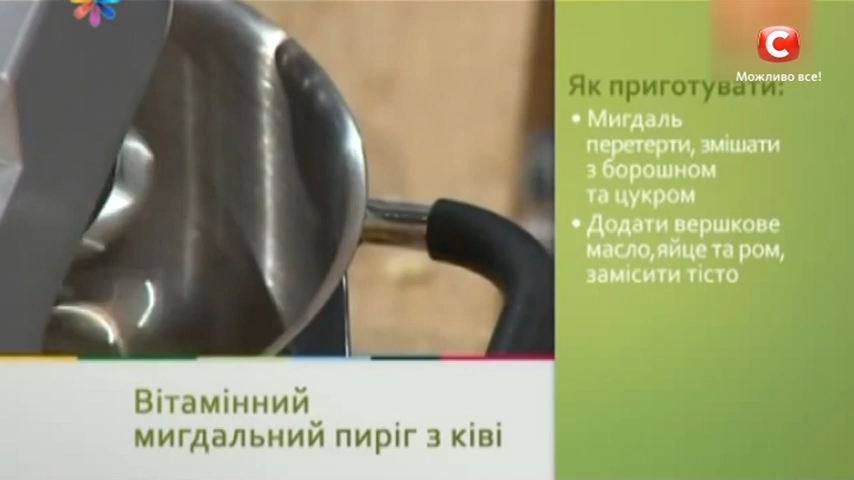 С
Можливо все!
Як приготувати:
• Мигдаль
перетерти, змішати
з борошном
та цукром
• Додати вершкове
масло,яйце та ром,
замісити тісто
Вітамінний
мигдальний пиріг з ківі